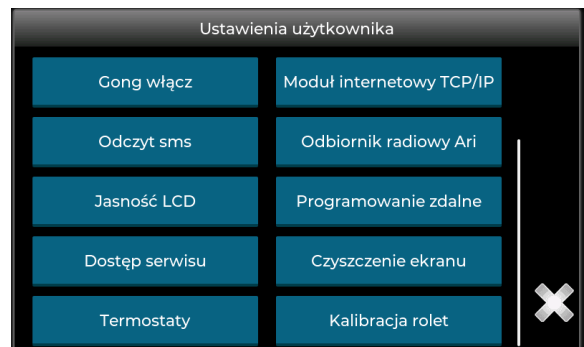 Ustawienia użytkownika
Gong włącz
Moduł internetowy TCP/IP
Odczyt sms
Odbiornik radiowy Ari
Jasność LCD
Programowanie zdalne
Dostęp serwisu
Czyszczenie ekranu
Termostaty
Kalibracja rolet